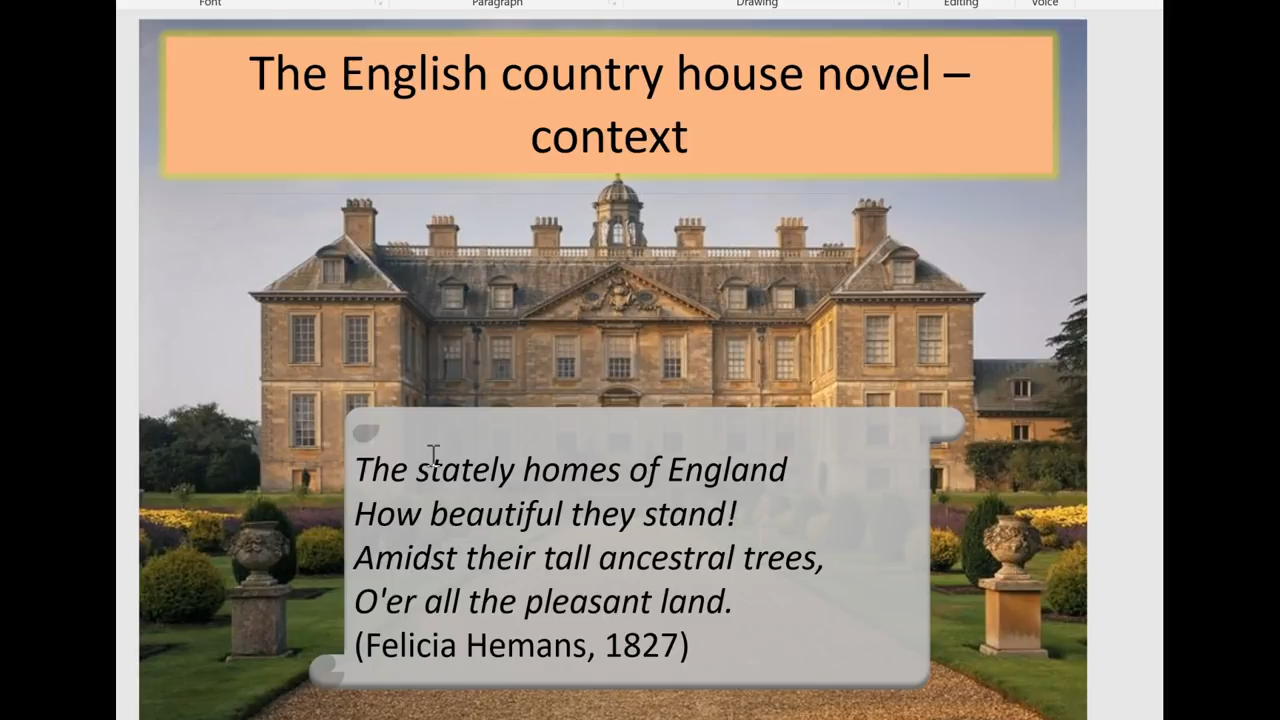 Font Paragraph Drawing Editing Voice
The English country house novel –
context
The stately homes of England
How beautiful they stand!
Amidst their tall ancestral trees,
O'er all the pleasant land.
(Felicia Hemans, 1827)